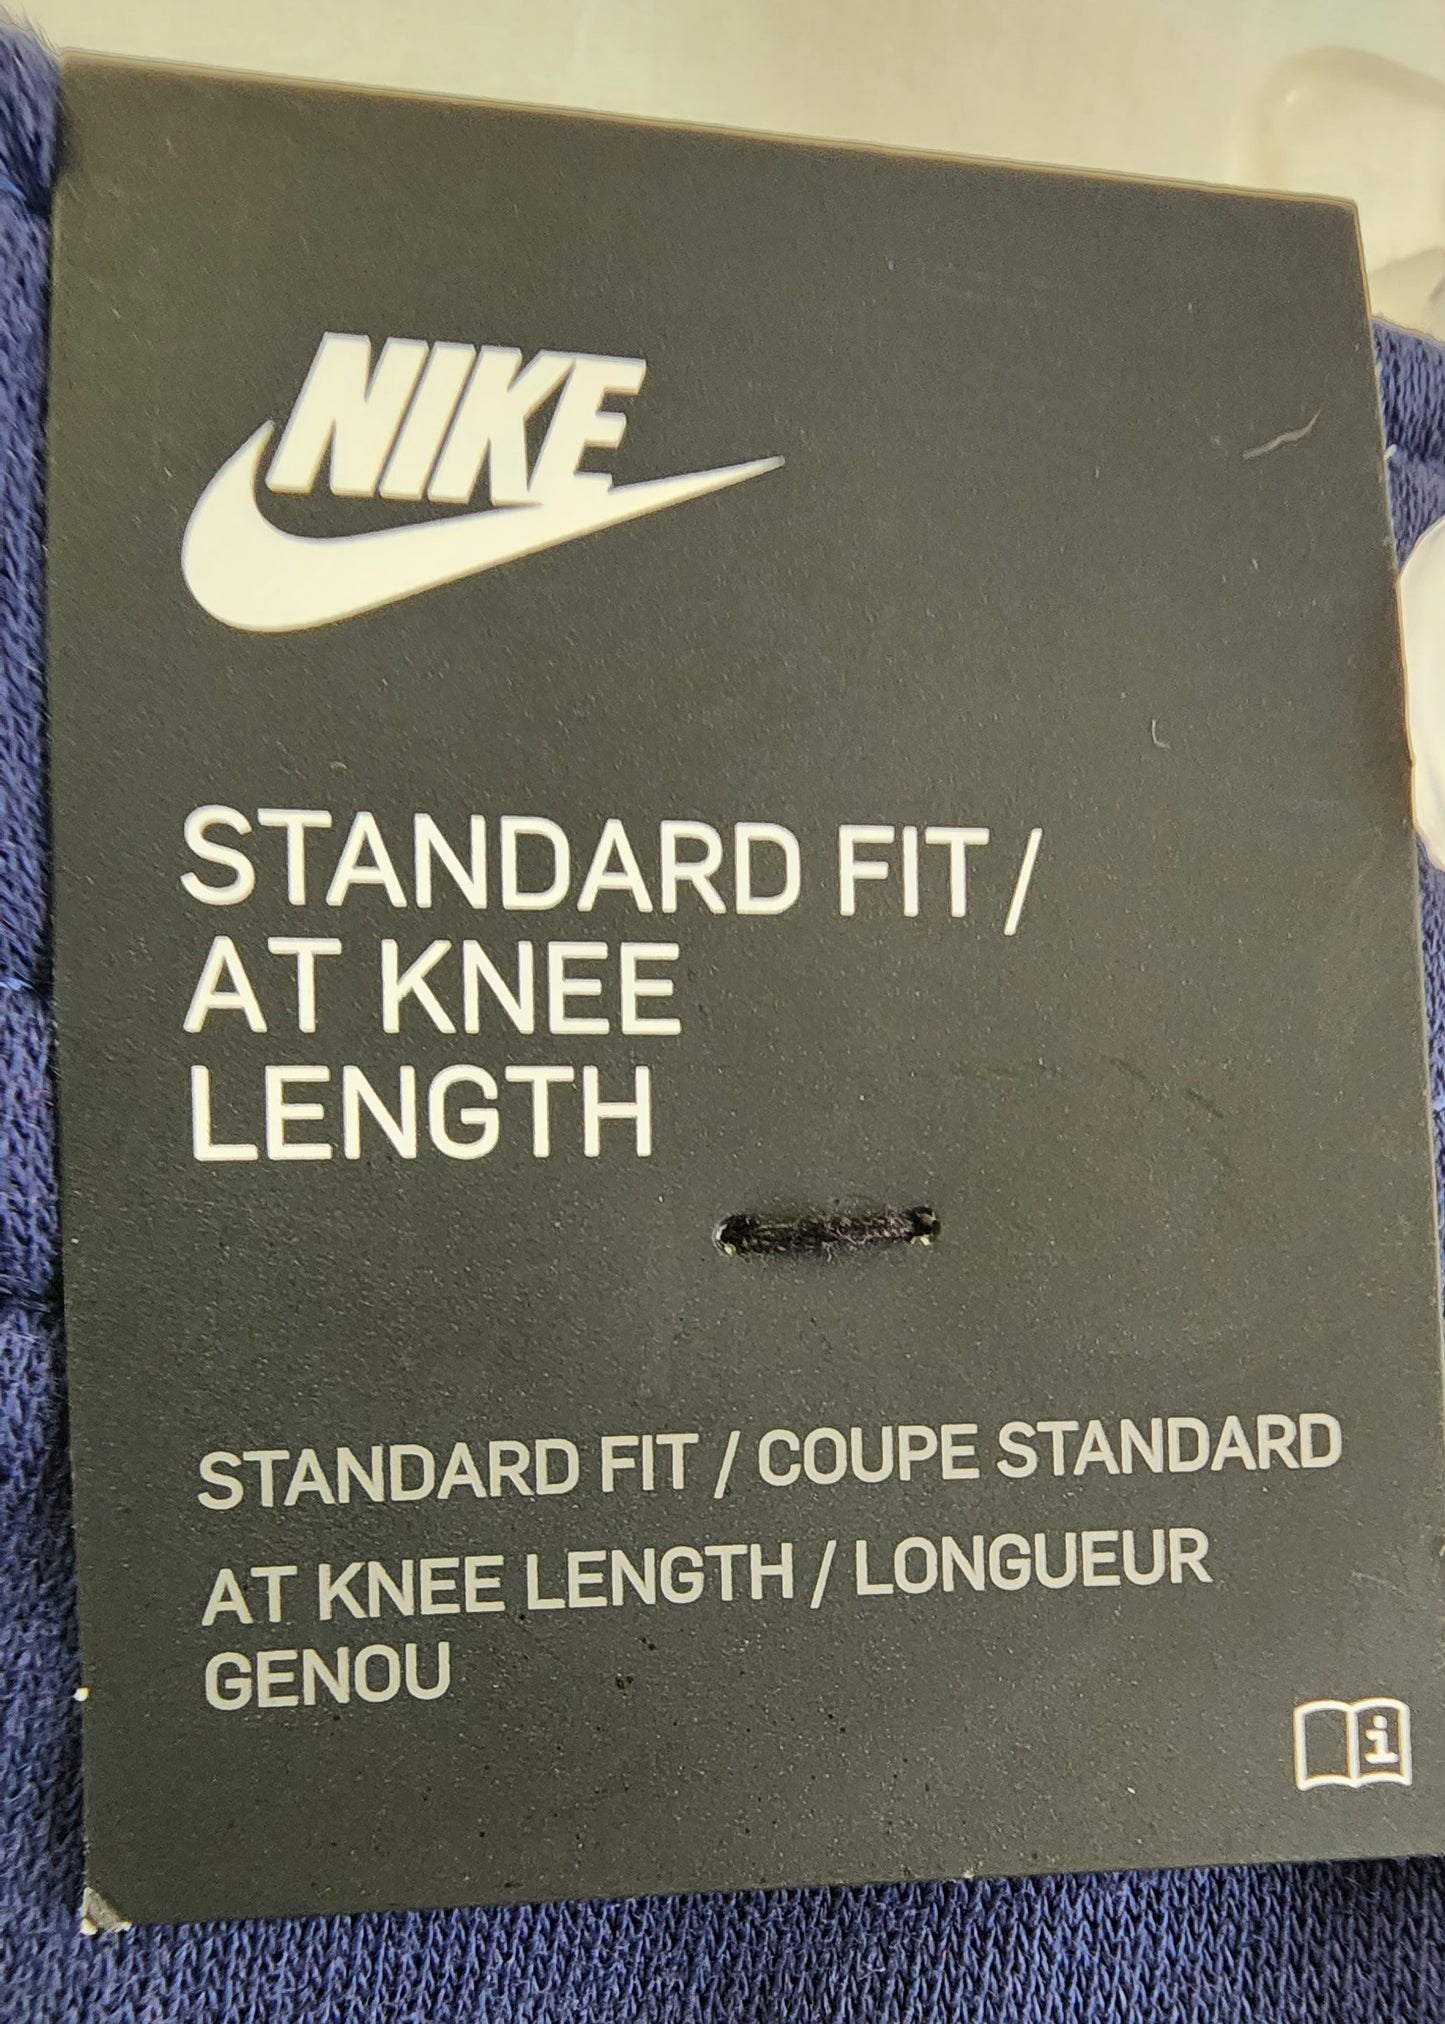 NIKE
STANDARD FIT /
AT KNEE
LENGTH
STANDARD FIT / COUPE STANDARD
AT KNEE LENGTH / LONGUEUR
GENOU
i